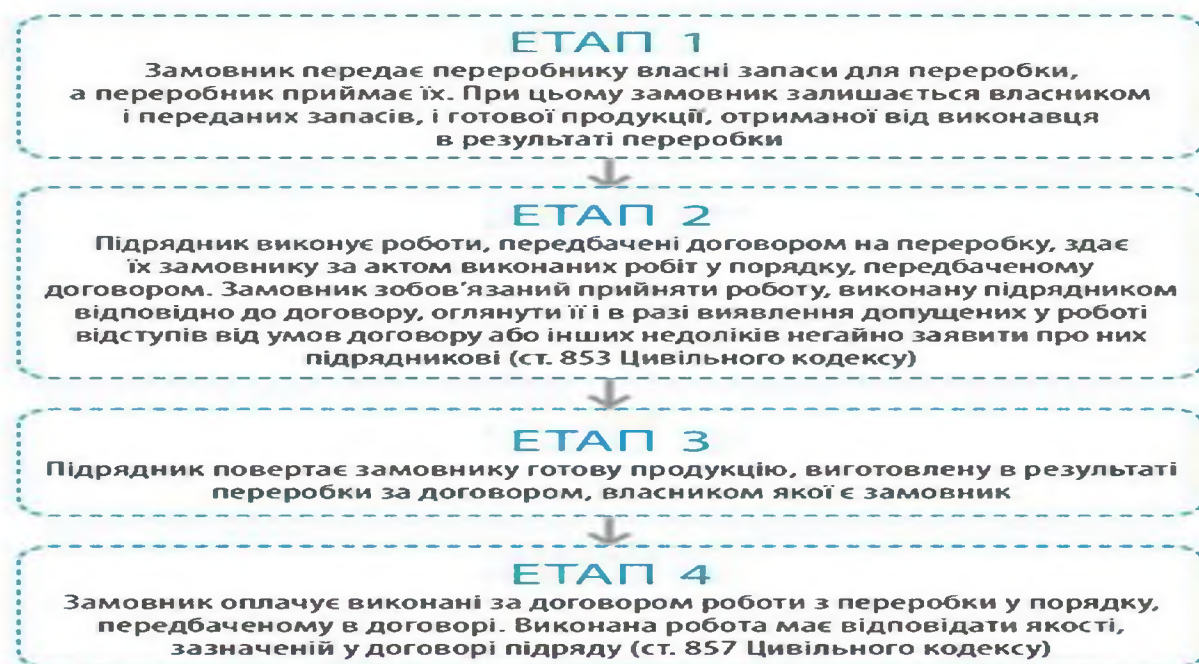 ЕТАП 1
Замовник передає переробнику власні запаси для переробки,
а переробник приймає їх. При цьому замовник залишається власником
і переданих запасів, і готової продукції, отриманої від виконавця
в результаті переробки
ЕТАП 2
Підрядник виконує роботи, передбачені договором на переробку, здає
їх замовнику за актом виконаних робіт у порядку, передбаченому
договором. Замовник зобов’язаний прийняти роботу, виконану підрядником
відповідно до договору, оглянути її і в разі виявлення допущених у роботі
відступів від умов договору або інших недоліків негайно заявити про них
підрядникові (ст. 853 Цивільного кодексу)
ЕТАП 3
Підрядник повертає замовнику готову продукцію, виготовлену в результаті
переробки за договором, власником якої є замовник
ЕТАП 4
Замовник оплачує виконані за договором роботи з переробки у порядку,
передбаченому в договорі. Виконана робота має відповідати якості,
зазначеній у договорі підряду (ст. 857 Цивільного кодексу)